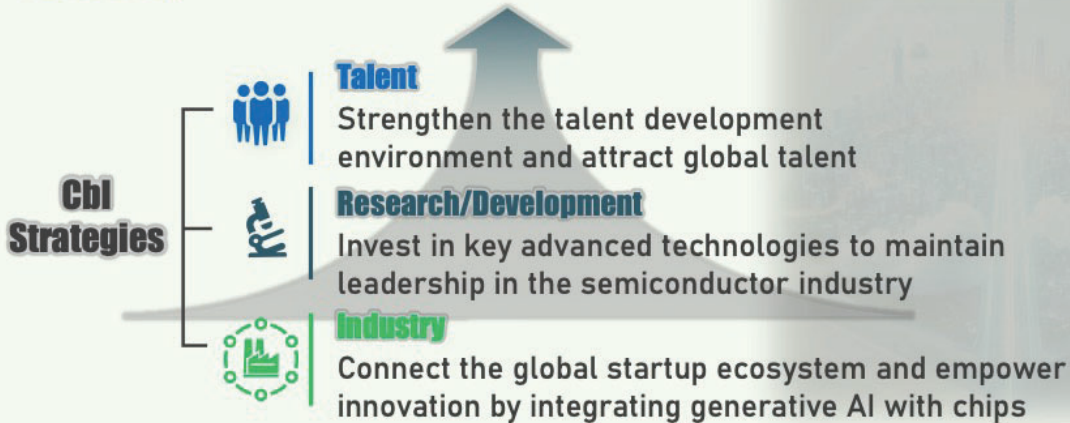 CbI
Strategies
Talent
Strengthen the talent development
environment and attract global talent
Research/Development
Invest in key advanced technologies to maintain
leadership in the semiconductor industry
Industry
Connect the global startup ecosystem and empower
innovation by integrating generative AI with chips